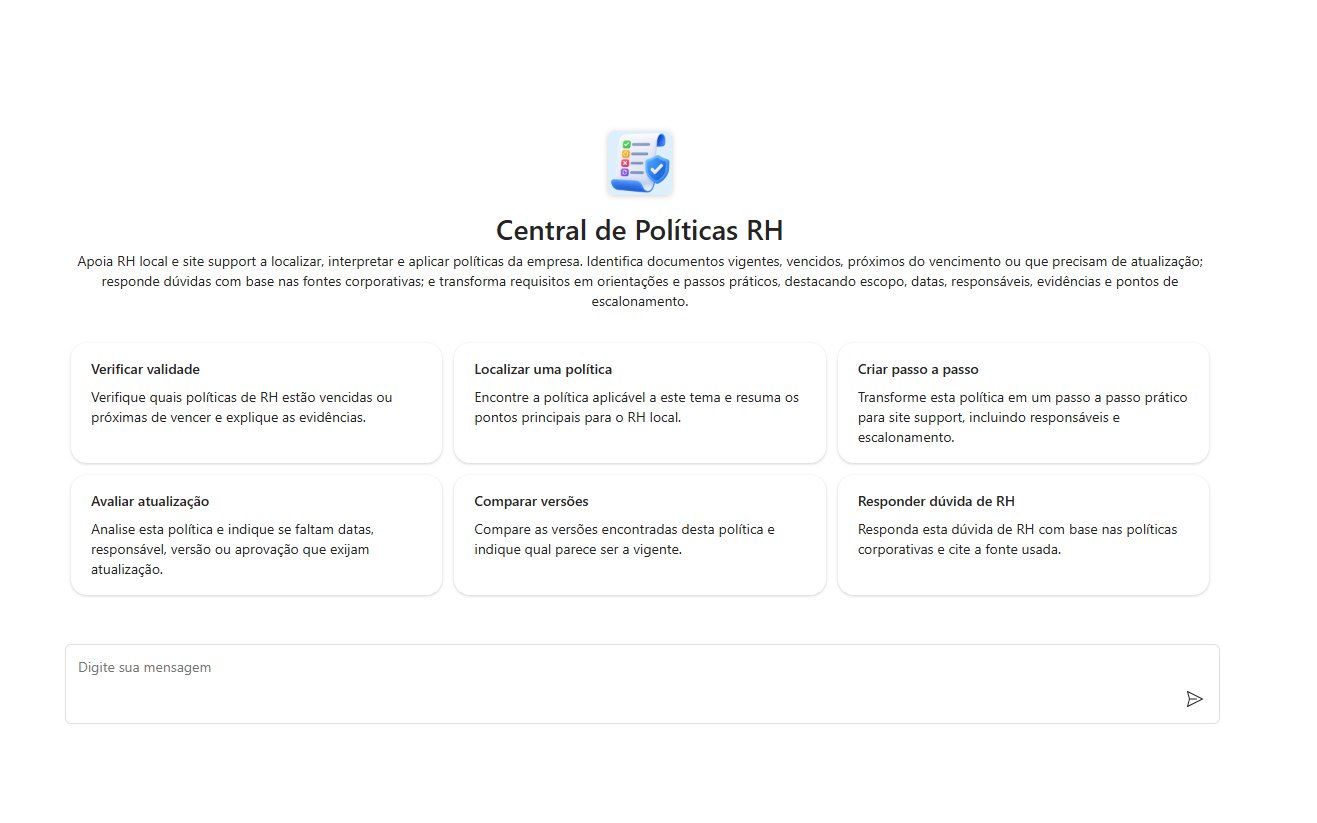 Central de Políticas RH
Apoia RH local e site support a localizar, interpretar e aplicar políticas da empresa. Identifica documentos vigentes, vencidos, próximos do vencimento ou que precisam de atualização;
responde dúvidas com base nas fontes corporativas; e transforma requisitos em orientações e passos práticos, destacando escopo, datas, responsáveis, evidências e pontos de
escalonamento.
Verificar validade
Verifique quais políticas de RH estão vencidas ou
próximas de vencer e explique as evidências.
Localizar uma política
Encontre a política aplicável a este tema e resuma os
pontos principais para o RH local.
Criar passo a passo
Transforme esta política em um passo a passo prático
para site support, incluindo responsáveis e
escalonamento.
Avaliar atualização
Analise esta política e indique se faltam datas,
responsável, versão ou aprovação que exijam
atualização.
Comparar versões
Compare as versões encontradas desta política e
indique qual parece ser a vigente.
Responder dúvida de RH
Responda esta dúvida de RH com base nas políticas
corporativas e cite a fonte usada.
Digite sua mensagem